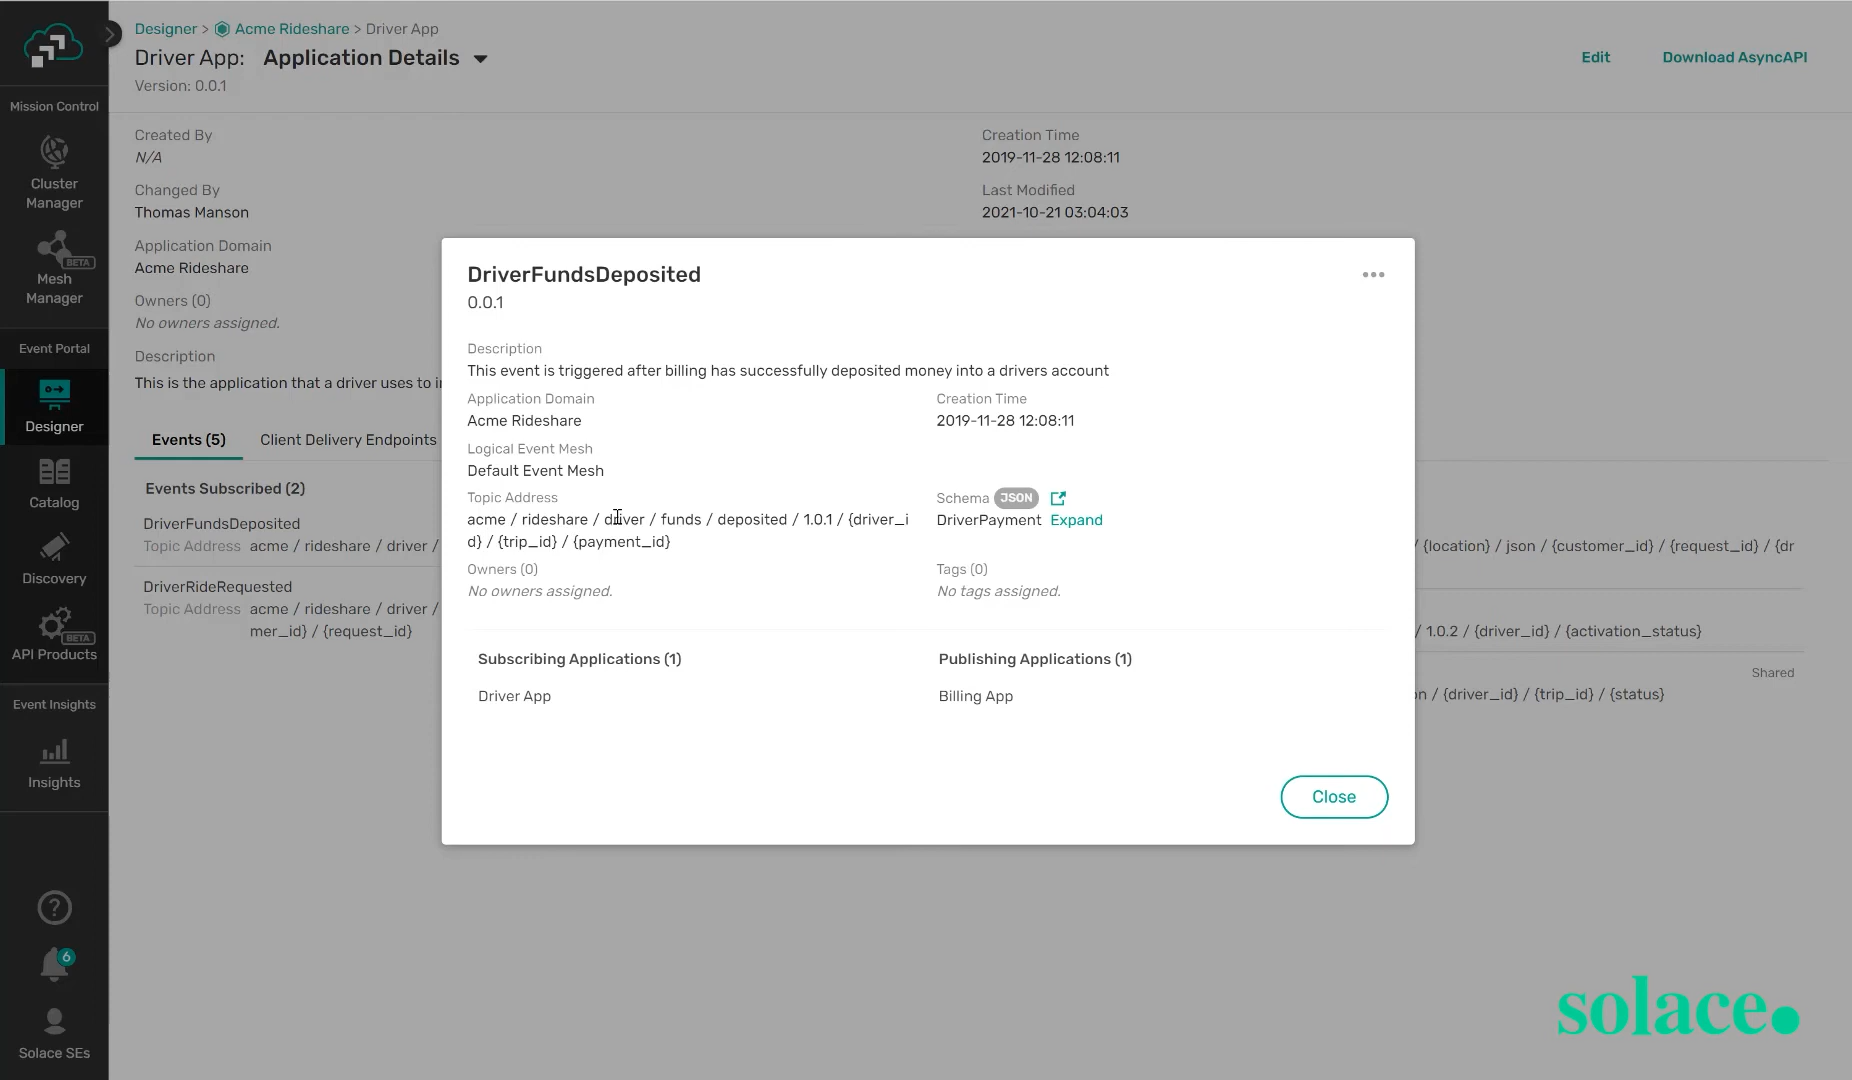 Designer > Acme Rideshare > Driver App
Driver App: Application Details
Version: 0.0.1
Edit
Download AsyncAPI
Mission Control
Cluster
Manager
BETA
Mesh
Manager
Event Portal
Designer
Catalog
Discovery
BETA
API Products
Event Insights
Insights
6
Solace SEs
Created By
N/A
Creation Time
2019-11-28 12:08:11
Changed By
Thomas Manson
Last Modified
2021-10-21 03:04:03
Application Domain
Acme Rideshare
Owners (0)
No owners assigned.
Description
This is the application that a driver uses to
Events (5) Client Delivery Endpoints
Events Subscribed (2)
DriverFundsDeposited
Topic Address acme / rideshare / driver /
DriverRideRequested
Topic Address acme / rideshare / driver /
mer_id} / {request_id}
/ {location} / json / {customer_id} / {request_id} / {dr
/ 1.0.2 / {driver_id} / {activation_status}
Shared
/ {driver_id} / {trip_id} / {status}
DriverFundsDeposited
0.0.1
Description
This event is triggered after billing has successfully deposited money into a drivers account
Application Domain
Acme Rideshare
Creation Time
2019-11-28 12:08:11
Logical Event Mesh
Default Event Mesh
Topic Address
acme / rideshare / driver / funds / deposited / 1.0.1 / {driver_i
d} / {trip_id} / {payment_id}
Schema JSON
DriverPayment Expand
Owners (0)
No owners assigned.
Tags (0)
No tags assigned.
Subscribing Applications (1)
Driver App
Publishing Applications (1)
Billing App
Close
solace.